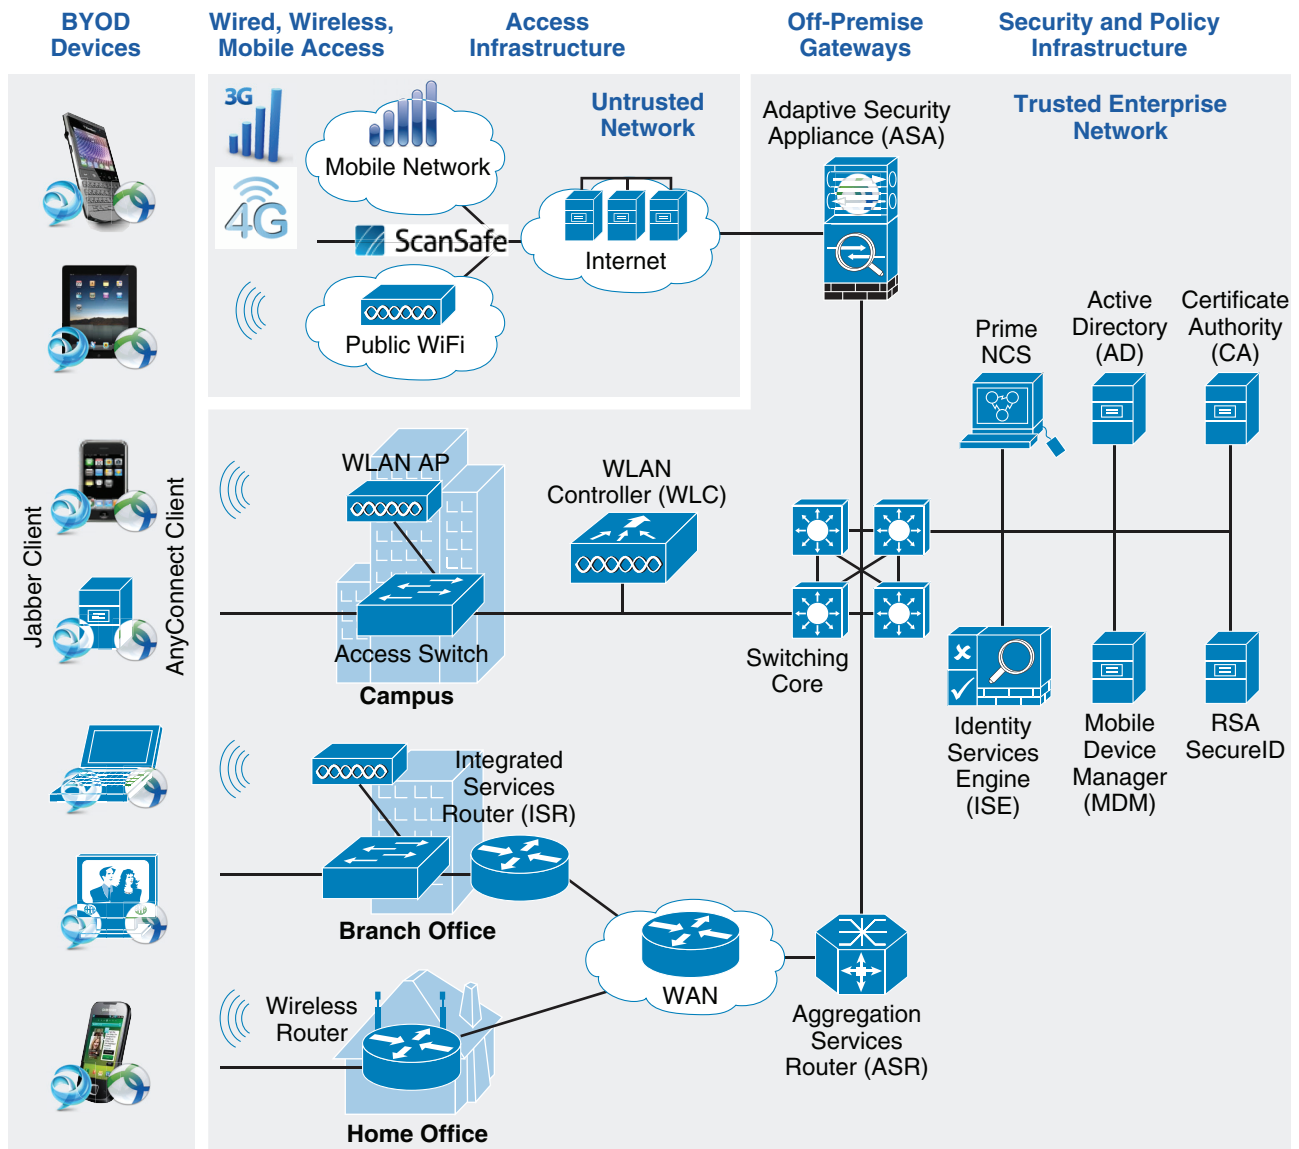 BYOD
Devices
Wired, Wireless,
Mobile Access
Access
Infrastructure
Off-Premise
Gateways
Security and Policy
Infrastructure
3G
4G
Mobile Network
ScanSafe
Public WiFi
Untrusted
Network
Internet
Adaptive Security
Appliance (ASA)
Trusted Enterprise
Network
Prime
NCS
Active
Directory
(AD)
Certificate
Authority
(CA)
Jabber Client
AnyConnect Client
WLAN AP
WLAN
Controller (WLC)
Access Switch
Campus
Switching
Core
Identity
Services
Engine
(ISE)
Mobile
Device
Manager
(MDM)
RSA
SecureID
Integrated
Services
Router (ISR)
Branch Office
WAN
Aggregation
Services
Router (ASR)
Wireless
Router
Home Office